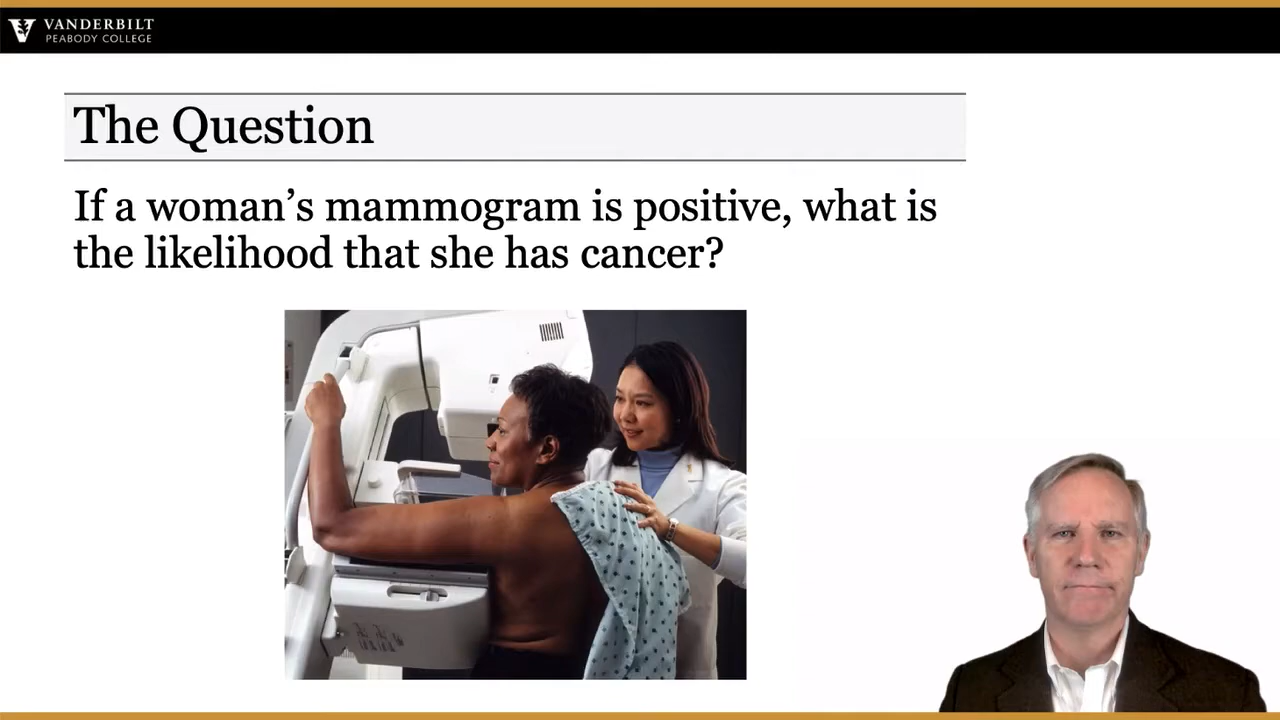 VANDERBILT
PEABODY COLLEGE
The Question
If a woman’s mammogram is positive, what is
the likelihood that she has cancer?